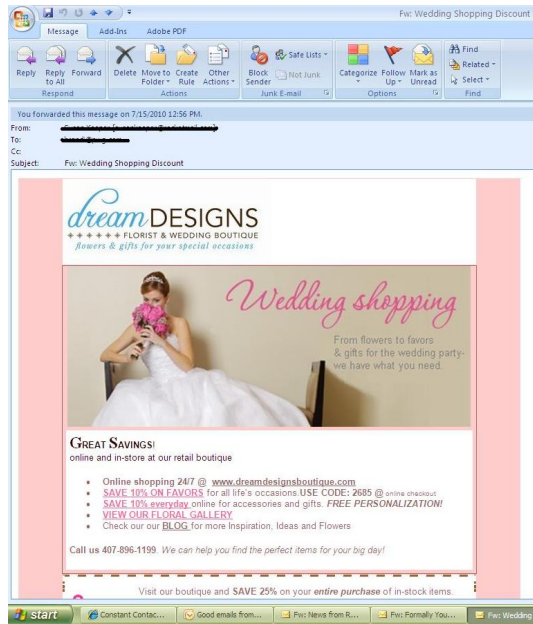 Fw: Wedding Shopping Discount
Message Add-Ins Adobe PDF
Reply Reply to All Forward Delete Move to Folder Create Rule Other Actions Block Sender Safe Lists Not Junk Categorize Follow Up Mark as Unread Find Related Select
Respond Actions Junk E-mail Options Find
You forwarded this message on 7/15/2010 12:56 PM.
From:
To:
Cc:
Subject: Fw: Wedding Shopping Discount
dream DESIGNS
FLORIST & WEDDING BOUTIQUE
flowers & gifts for your special occasions
Wedding shopping
From flowers to favors
& gifts for the wedding party-
we have what you need.
GREAT SAVINGS!
online and in-store at our retail boutique
Online shopping 24/7 @ www.dreamdesignsboutique.com
SAVE 10% ON FAVORS for all life's occasions.USE CODE: 2685 @ online checkout
SAVE 10% everyday online for accessories and gifts. FREE PERSONALIZATION!
VIEW OUR FLORAL GALLERY
Check our our BLOG for more Inspiration, Ideas and Flowers
Call us 407-896-1199. We can help you find the perfect items for your big day!
Visit our boutique and SAVE 25% on your entire purchase of in-stock items.
start Constant Contac... Good emails from... Fw: News from R... Fw: Formally You... Fw: Wedding